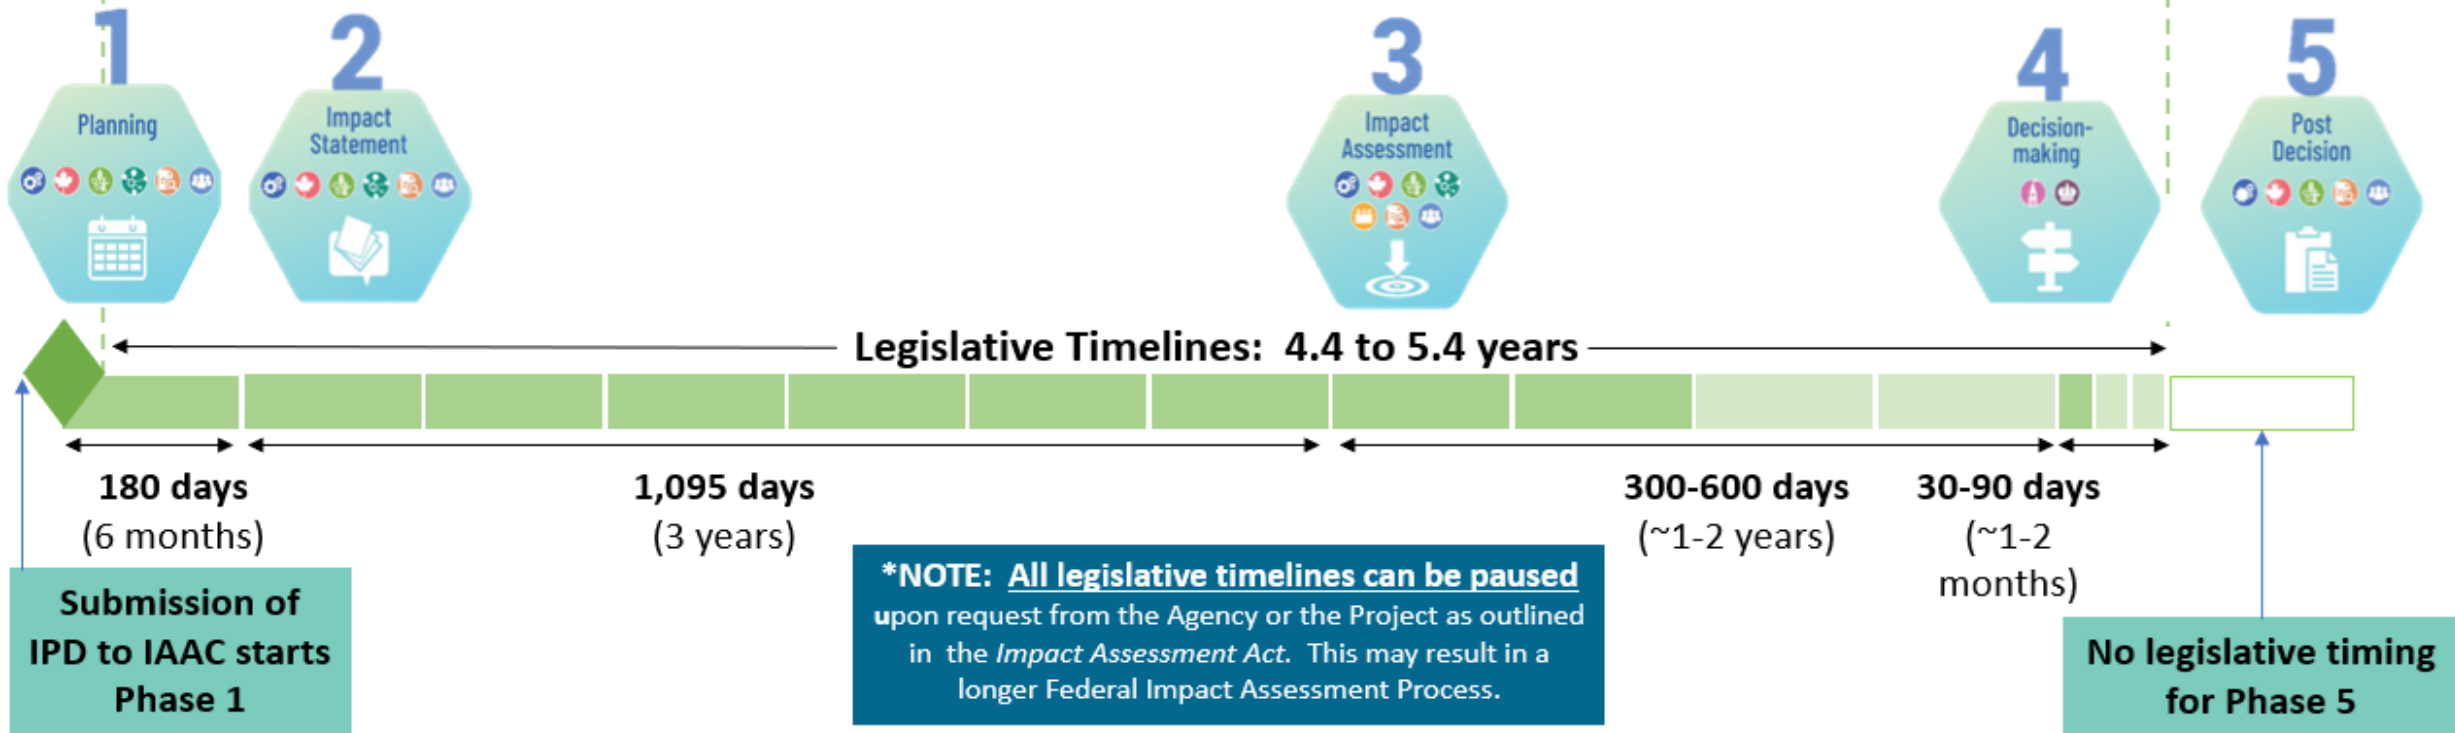 1
2
3
4
5
Planning
Impact
Statement
Impact
Assessment
Decision-
making
Post
Decision
Legislative Timelines:  4.4 to 5.4 years
180 days
(6 months)
1,095 days
(3 years)
300-600 days
(~1-2 years)
30-90 days
(~1-2
months)
Submission of
IPD to IAAC starts
Phase 1
*NOTE:  All legislative timelines can be paused
upon request from the Agency or the Project as outlined
in the Impact Assessment Act.  This may result in a
longer Federal Impact Assessment Process.
No legislative timing
for Phase 5